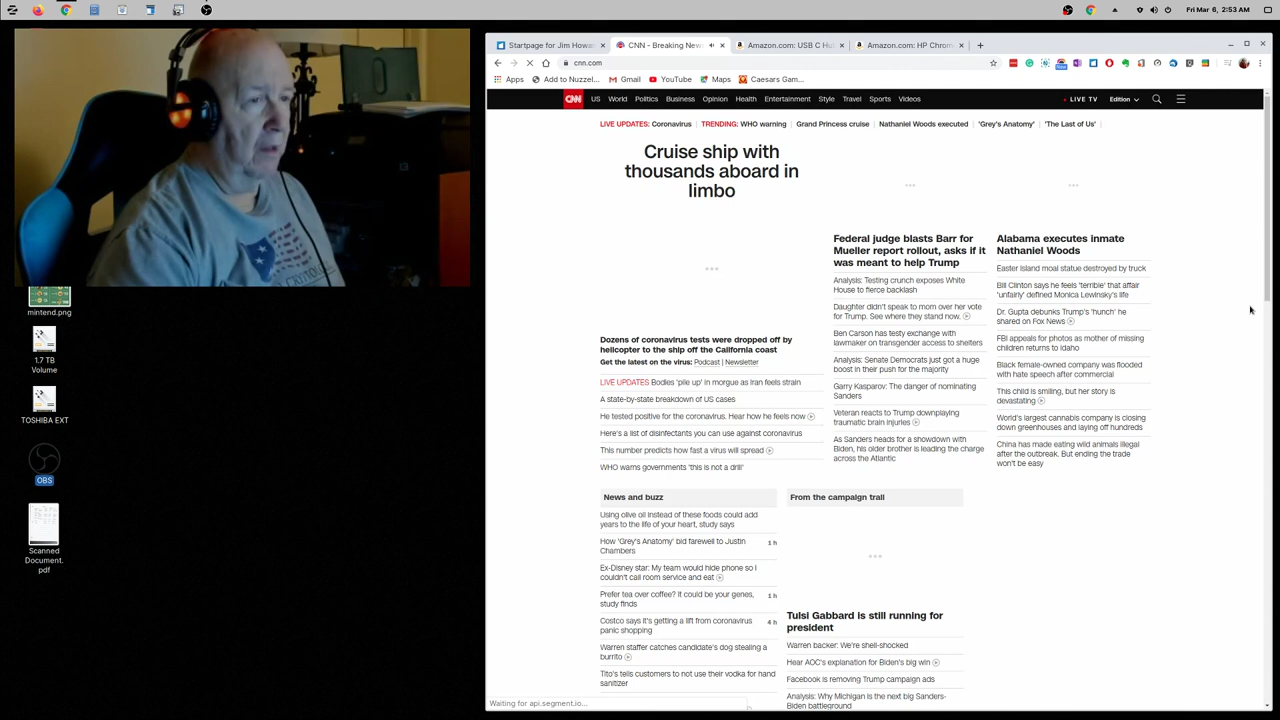 Fri Mar 6, 2:53 AM
Startpage for Jim Howa
CNN - Breaking New
Amazon.com: USB C Hu
Amazon.com: HP Chrom
cnn.com
Apps
Add to Nuzzel...
Gmail
YouTube
Maps
Caesars Gam...
CNN
US
World
Politics
Business
Opinion
Health
Entertainment
Style
Travel
Sports
Videos
LIVE TV
Edition
LIVE UPDATES: Coronavirus
TRENDING: WHO warning
Grand Princess cruise
Nathaniel Woods executed
'Grey's Anatomy'
'The Last of Us'
Cruise ship with
thousands aboard in
limbo
Dozens of coronavirus tests were dropped off by
helicopter to the ship off the California coast
Get the latest on the virus: Podcast | Newsletter
LIVE UPDATES Bodies 'pile up' in morgue as Iran feels strain
A state-by-state breakdown of US cases
He tested positive for the coronavirus. Hear how he feels now
Here's a list of disinfectants you can use against coronavirus
This number predicts how fast a virus will spread
WHO warns governments 'this is not a drill'
Federal judge blasts Barr for
Mueller report rollout, asks if it
was meant to help Trump
Analysis: Testing crunch exposes White
House to fierce backlash
Daughter didn't speak to mom over her vote
for Trump. See where they stand now.
Ben Carson has testy exchange with
lawmaker on transgender access to shelters
Analysis: Senate Democrats just got a huge
boost in their push for the majority
Garry Kasparov: The danger of nominating
Sanders
Veteran reacts to Trump downplaying
traumatic brain injuries
As Sanders heads for a showdown with
Biden, his older brother is leading the charge
across the Atlantic
Alabama executes inmate
Nathaniel Woods
Easter Island moai statue destroyed by truck
Bill Clinton says he feels 'terrible' that affair
'unfairly' defined Monica Lewinsky's life
Dr. Gupta debunks Trump's 'hunch' he
shared on Fox News
FBI appeals for photos as mother of missing
children returns to Idaho
Black female-owned company was flooded
with hate speech after commercial
This child is smiling, but her story is
devastating
World's largest cannabis company is closing
down greenhouses and laying off hundreds
China has made eating wild animals illegal
after the outbreak. But ending the trade
won't be easy
News and buzz
Using olive oil instead of these foods could add
years to the life of your heart, study says
How 'Grey's Anatomy' bid farewell to Justin
Chambers
1 h
Ex-Disney star: My team would hide phone so I
couldn't call room service and eat
Prefer tea over coffee? It could be your genes,
study finds
1 h
Costco says it's getting a lift from coronavirus
panic shopping
4 h
Warren staffer catches candidate's dog stealing a
burrito
Tito's tells customers to not use their vodka for hand
sanitizer
From the campaign trail
Tulsi Gabbard is still running for
president
Warren backer: We're shell-shocked
Hear AOC's explanation for Biden's big win
Facebook is removing Trump campaign ads
Analysis: Why Michigan is the next big Sanders-
Biden battleground
Waiting for api.segment.io...
mintend.png
1.7 TB
Volume
TOSHIBA EXT
OBS
Scanned
Document.
pdf